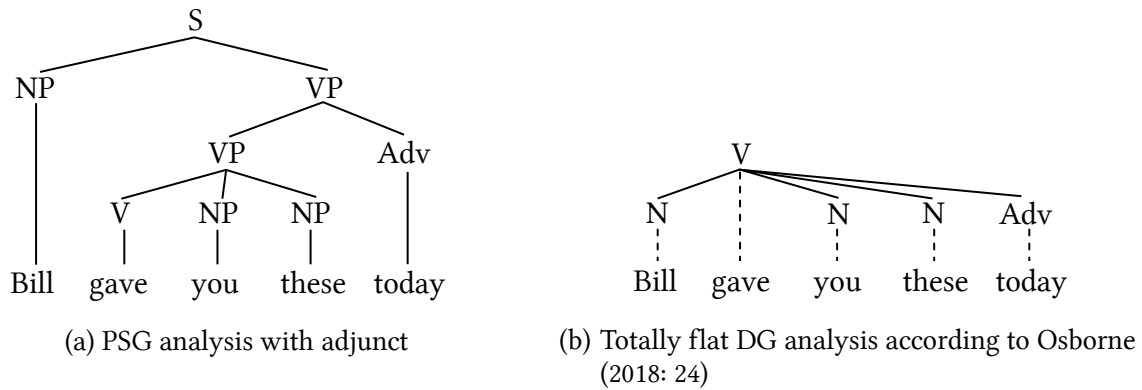 S
NP VP
VP Adv
V NP NP
Bill gave you these today
(a) PSG analysis with adjunct
V
N N N Adv
Bill gave you these today
(b) Totally flat DG analysis according to Osborne
(2018: 24)